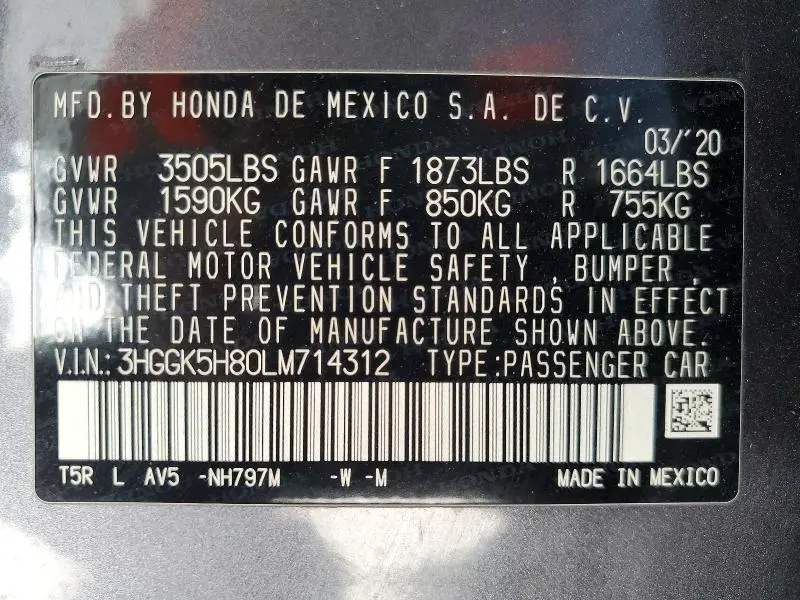 MFD. BY HONDA DE MEXICO S.A. DE C.V.
03/'20
GVWR 3505LBS GAWR F 1873LBS R 1664LBS
GVWR 1590KG GAWR F 850KG R 755KG
THIS VEHICLE CONFORMS TO ALL APPLICABLE
FEDERAL MOTOR VEHICLE SAFETY , BUMPER ,
AND THEFT PREVENTION STANDARDS IN EFFECT
ON THE DATE OF MANUFACTURE SHOWN ABOVE.
V.I.N.: 3HGGK5H80LM714312 TYPE:PASSENGER CAR
T5R L AV5 -NH797M -W -M MADE IN MEXICO